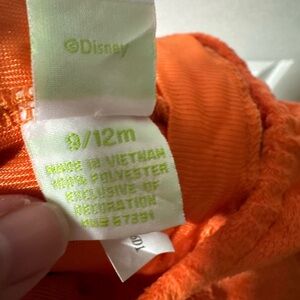 ©Disney
9/12m
MADE IN VIETNAM
100% POLYESTER
EXCLUSIVE OF
DECORATION